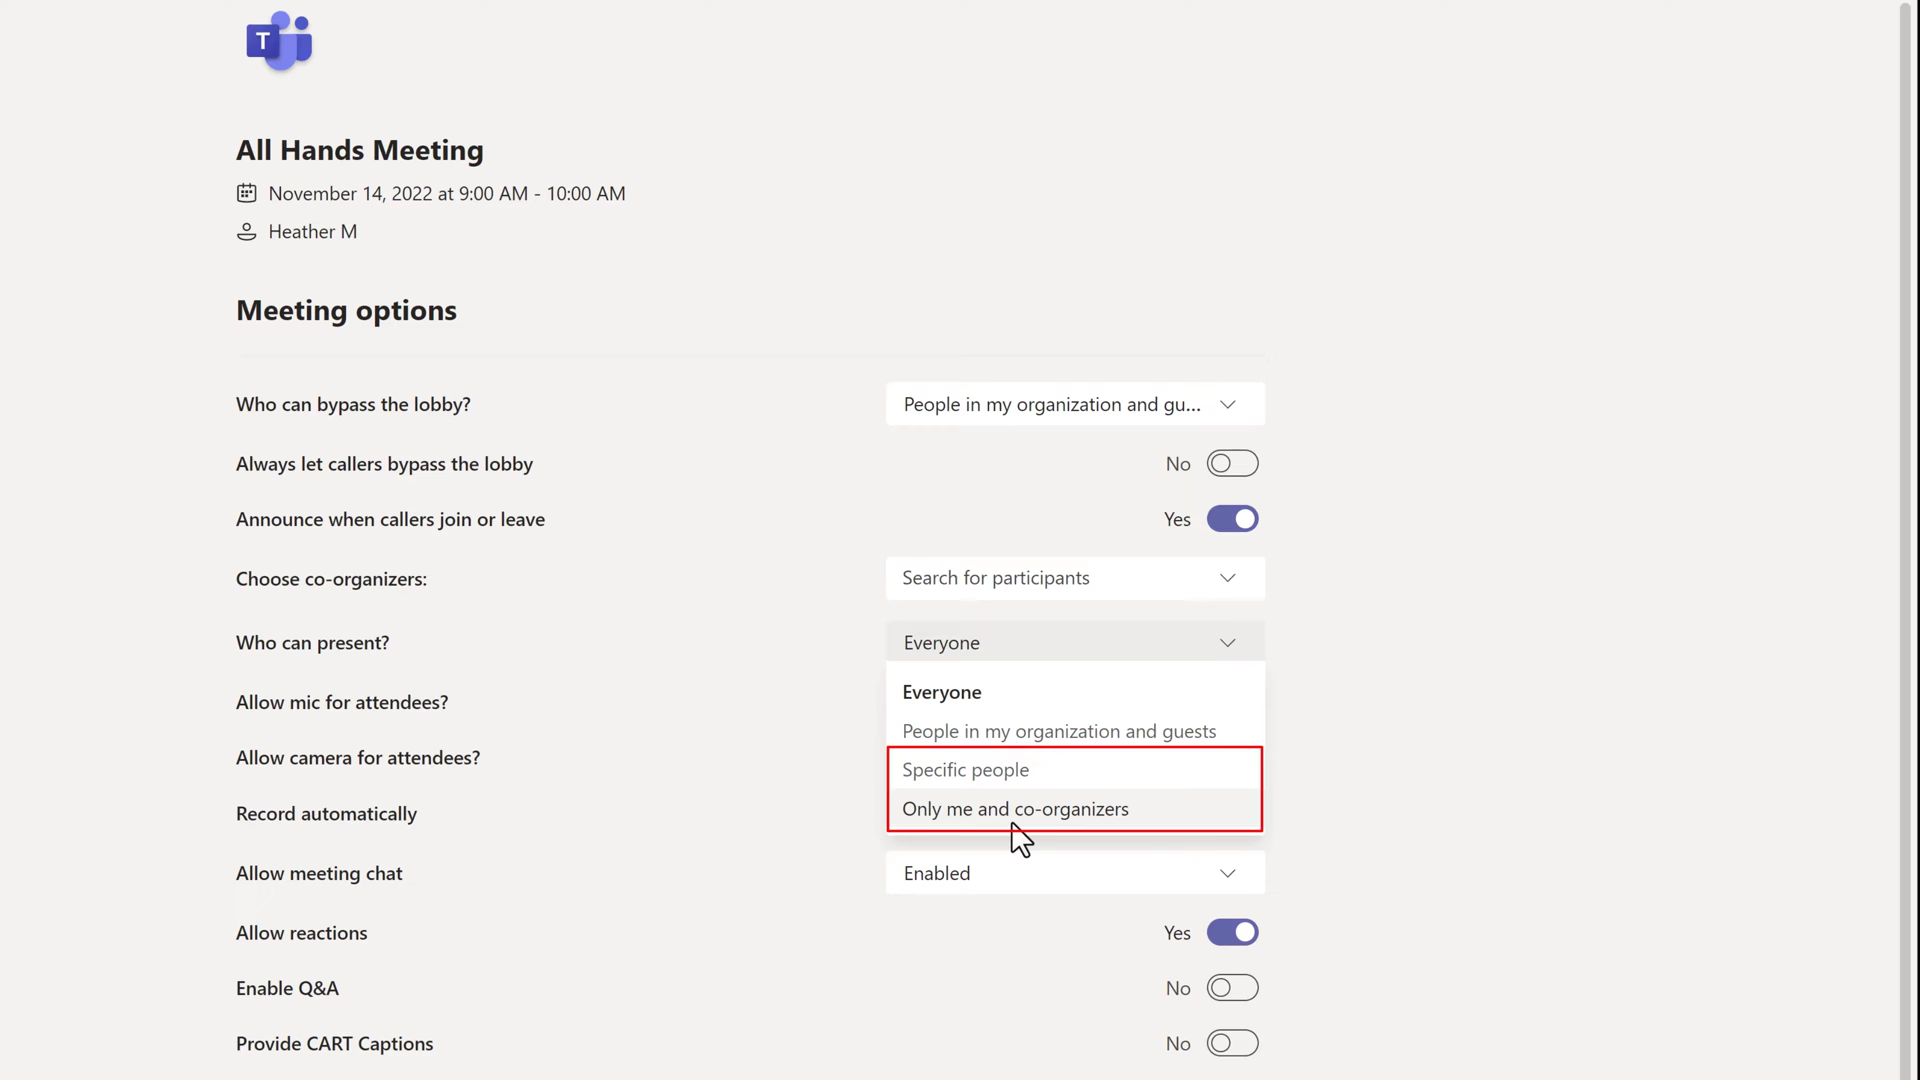 T
All Hands Meeting
November 14, 2022 at 9:00 AM - 10:00 AM
Heather M
Meeting options
Who can bypass the lobby?
People in my organization and gu...
Always let callers bypass the lobby
No
Announce when callers join or leave
Yes
Choose co-organizers:
Search for participants
Who can present?
Everyone
Everyone
People in my organization and guests
Specific people
Only me and co-organizers
Allow mic for attendees?
Allow camera for attendees?
Record automatically
Allow meeting chat
Enabled
Allow reactions
Yes
Enable Q&A
No
Provide CART Captions
No